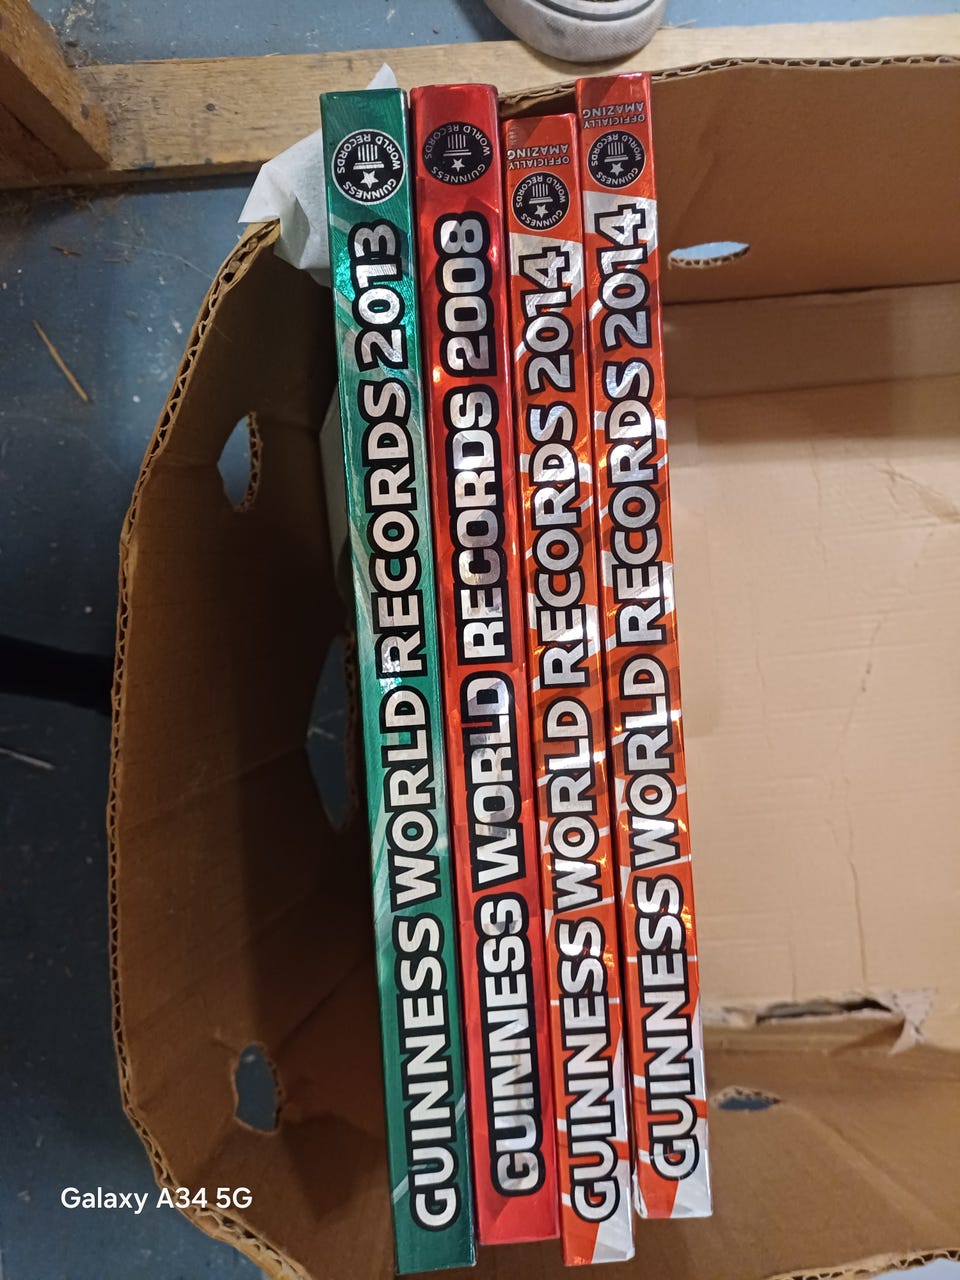 GUINNESS WORLD RECORDS
GUINNESS WORLD RECORDS 2013
GUINNESS WORLD RECORDS
GUINNESS WORLD RECORDS 2008
OFFICIALLY
AMAZING
GUINNESS WORLD RECORDS
GUINNESS WORLD RECORDS 2014
OFFICIALLY
AMAZING
GUINNESS WORLD RECORDS
GUINNESS WORLD RECORDS 2014
Galaxy A34 5G